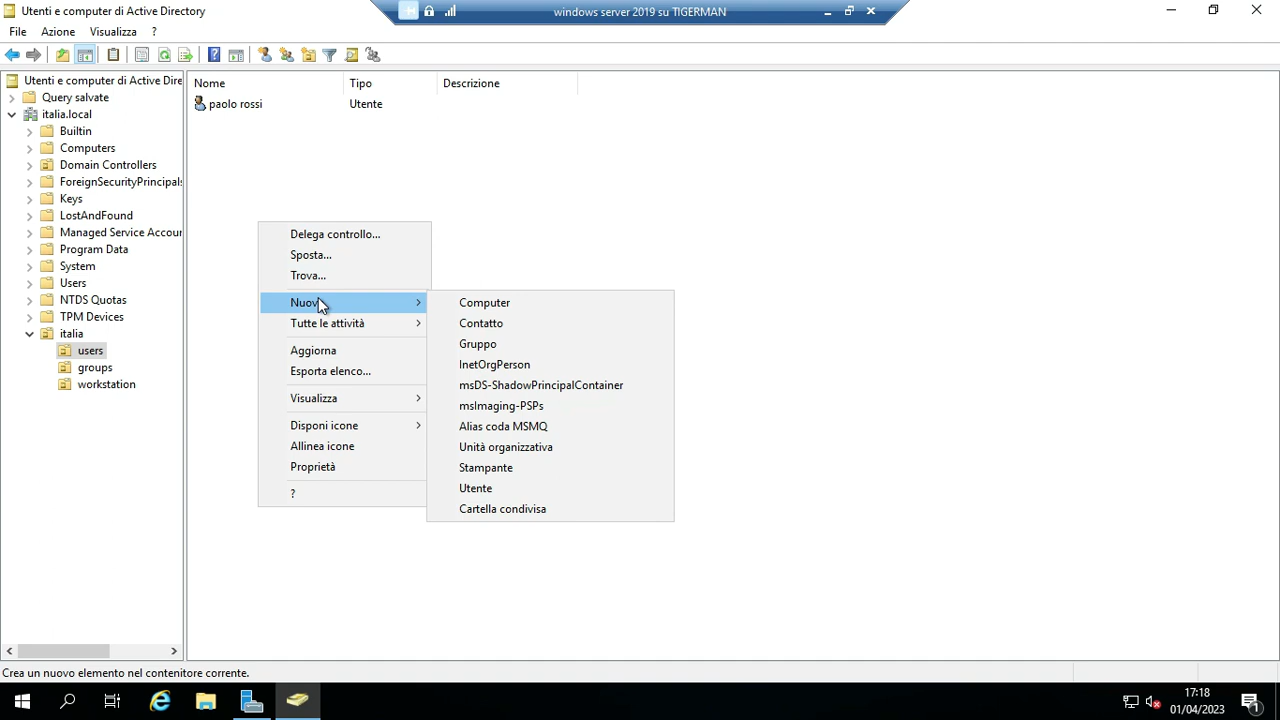 Utenti e computer di Active Directory
windows server 2019 su TIGERMAN
File Azione Visualizza ?
Utenti e computer di Active Dire
Query salvate
italia.local
Builtin
Computers
Domain Controllers
ForeignSecurityPrincipals
Keys
LostAndFound
Managed Service Accou
Program Data
System
Users
NTDS Quotas
TPM Devices
italia
users
groups
workstation
Nome Tipo Descrizione
paolo rossi Utente
Delega controllo...
Sposta...
Trova...
Nuovo
Tutte le attività
Aggiorna
Esporta elenco...
Visualizza
Disponi icone
Allinea icone
Proprietà
?
Computer
Contatto
Gruppo
InetOrgPerson
msDS-ShadowPrincipalContainer
msImaging-PSPs
Alias coda MSMQ
Unità organizzativa
Stampante
Utente
Cartella condivisa
Crea un nuovo elemento nel contenitore corrente.
17:18
01/04/2023
1